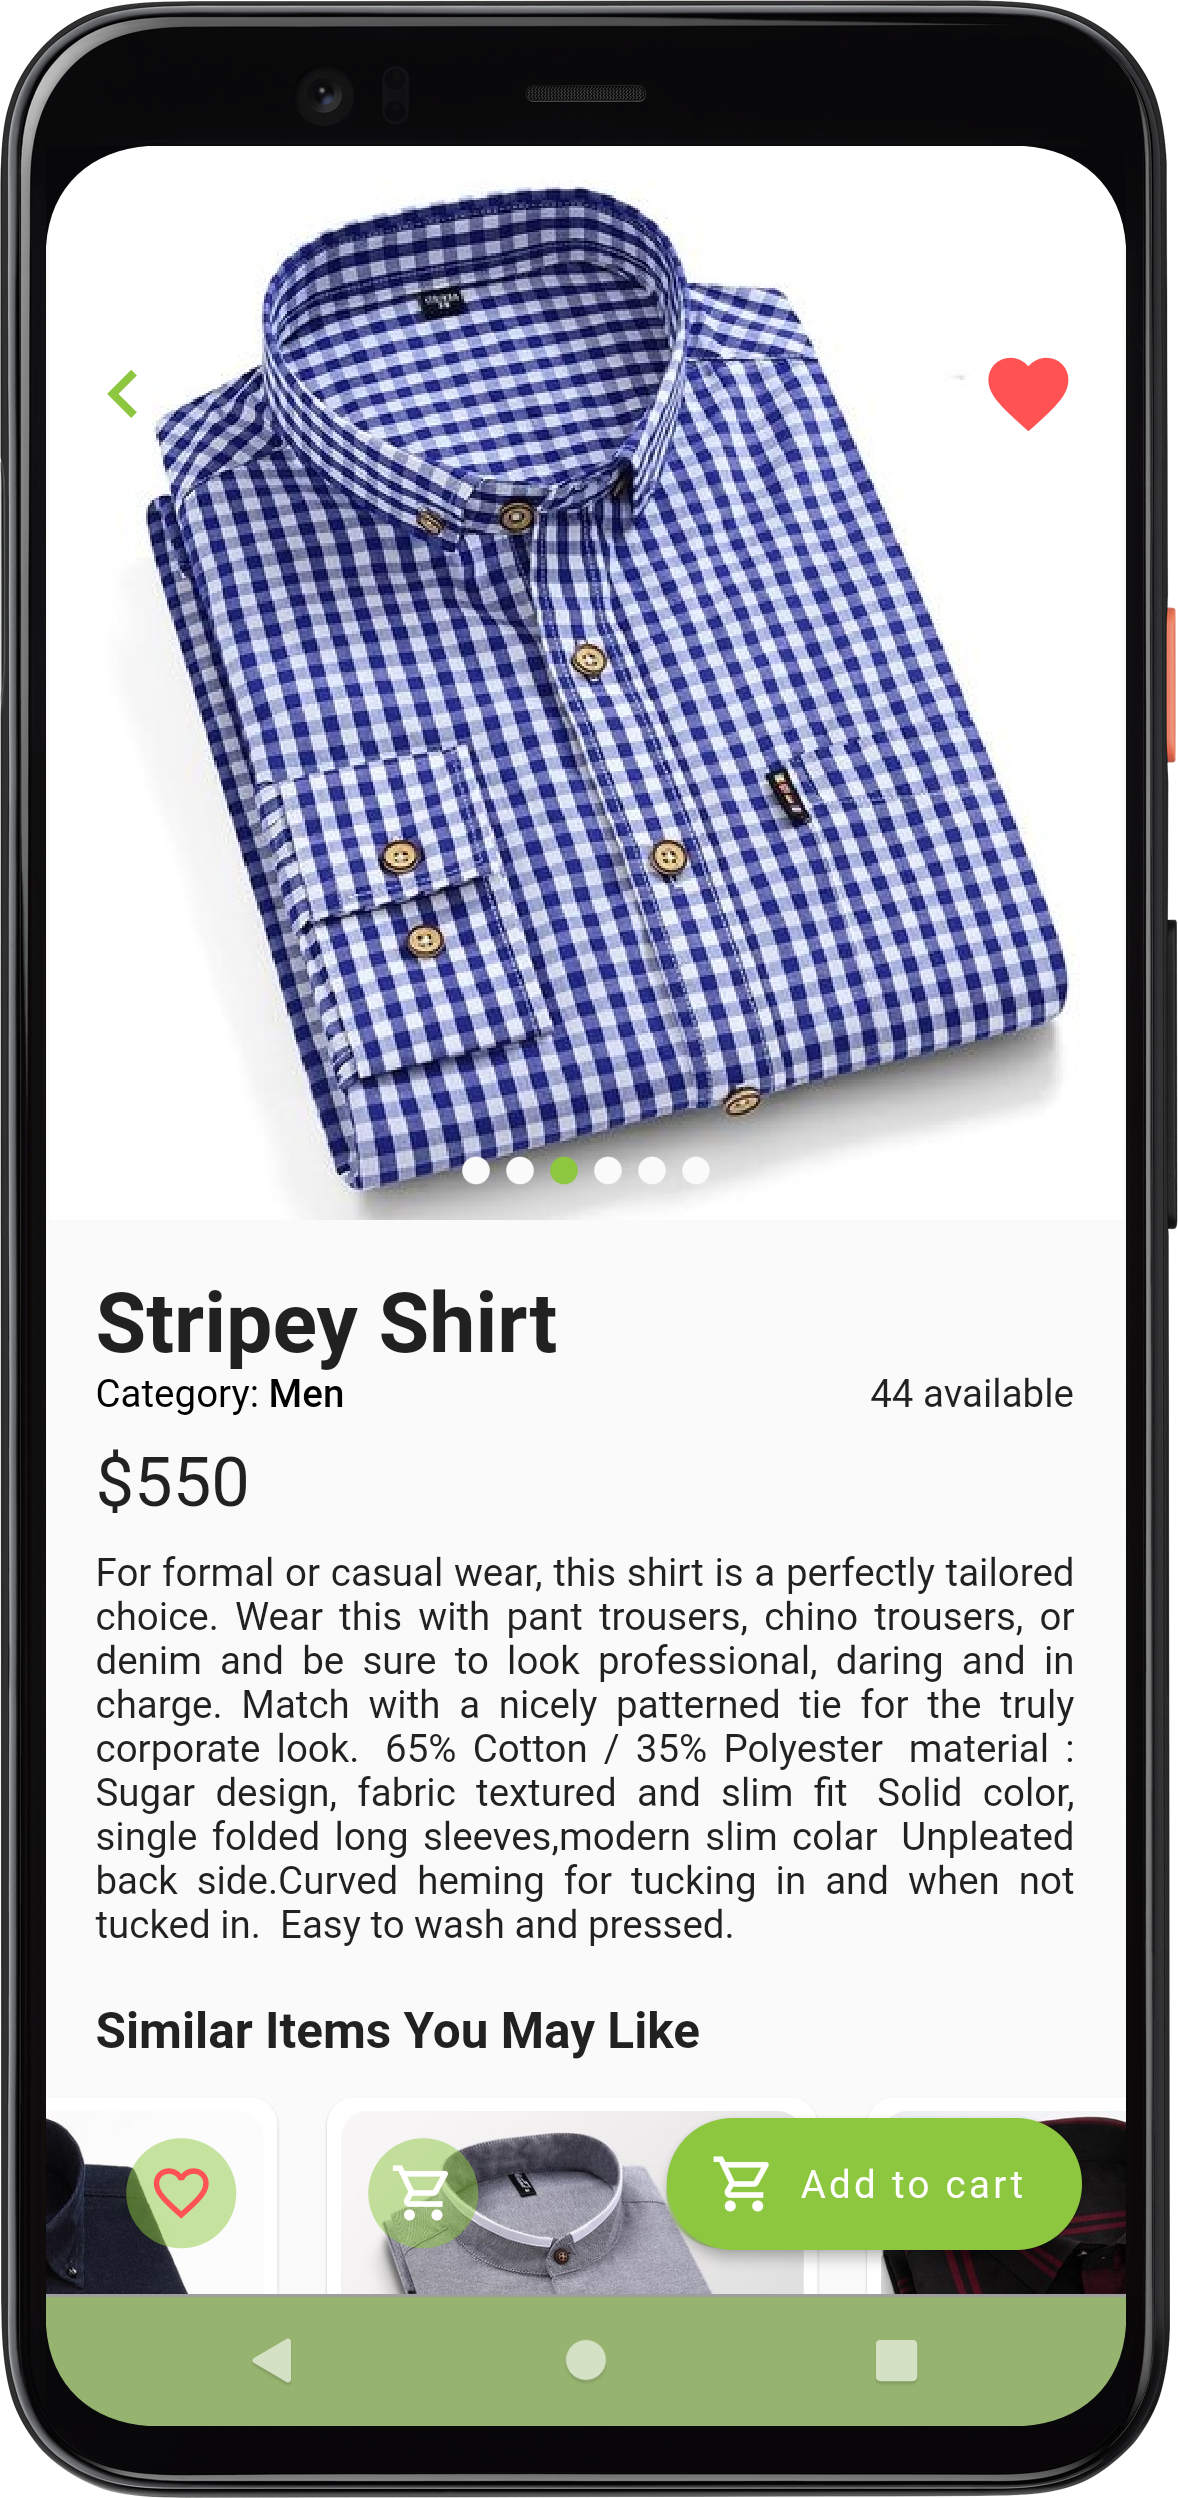 Stripey Shirt
Category: Men
44 available
$550
For formal or casual wear, this shirt is a perfectly tailored
choice. Wear this with pant trousers, chino trousers, or
denim and be sure to look professional, daring and in
charge. Match with a nicely patterned tie for the truly
corporate look.  65% Cotton / 35% Polyester  material :
Sugar design, fabric textured and slim fit  Solid color,
single folded long sleeves,modern slim colar  Unpleated
back side.Curved heming for tucking in and when not
tucked in.  Easy to wash and pressed.
Similar Items You May Like
Add to cart